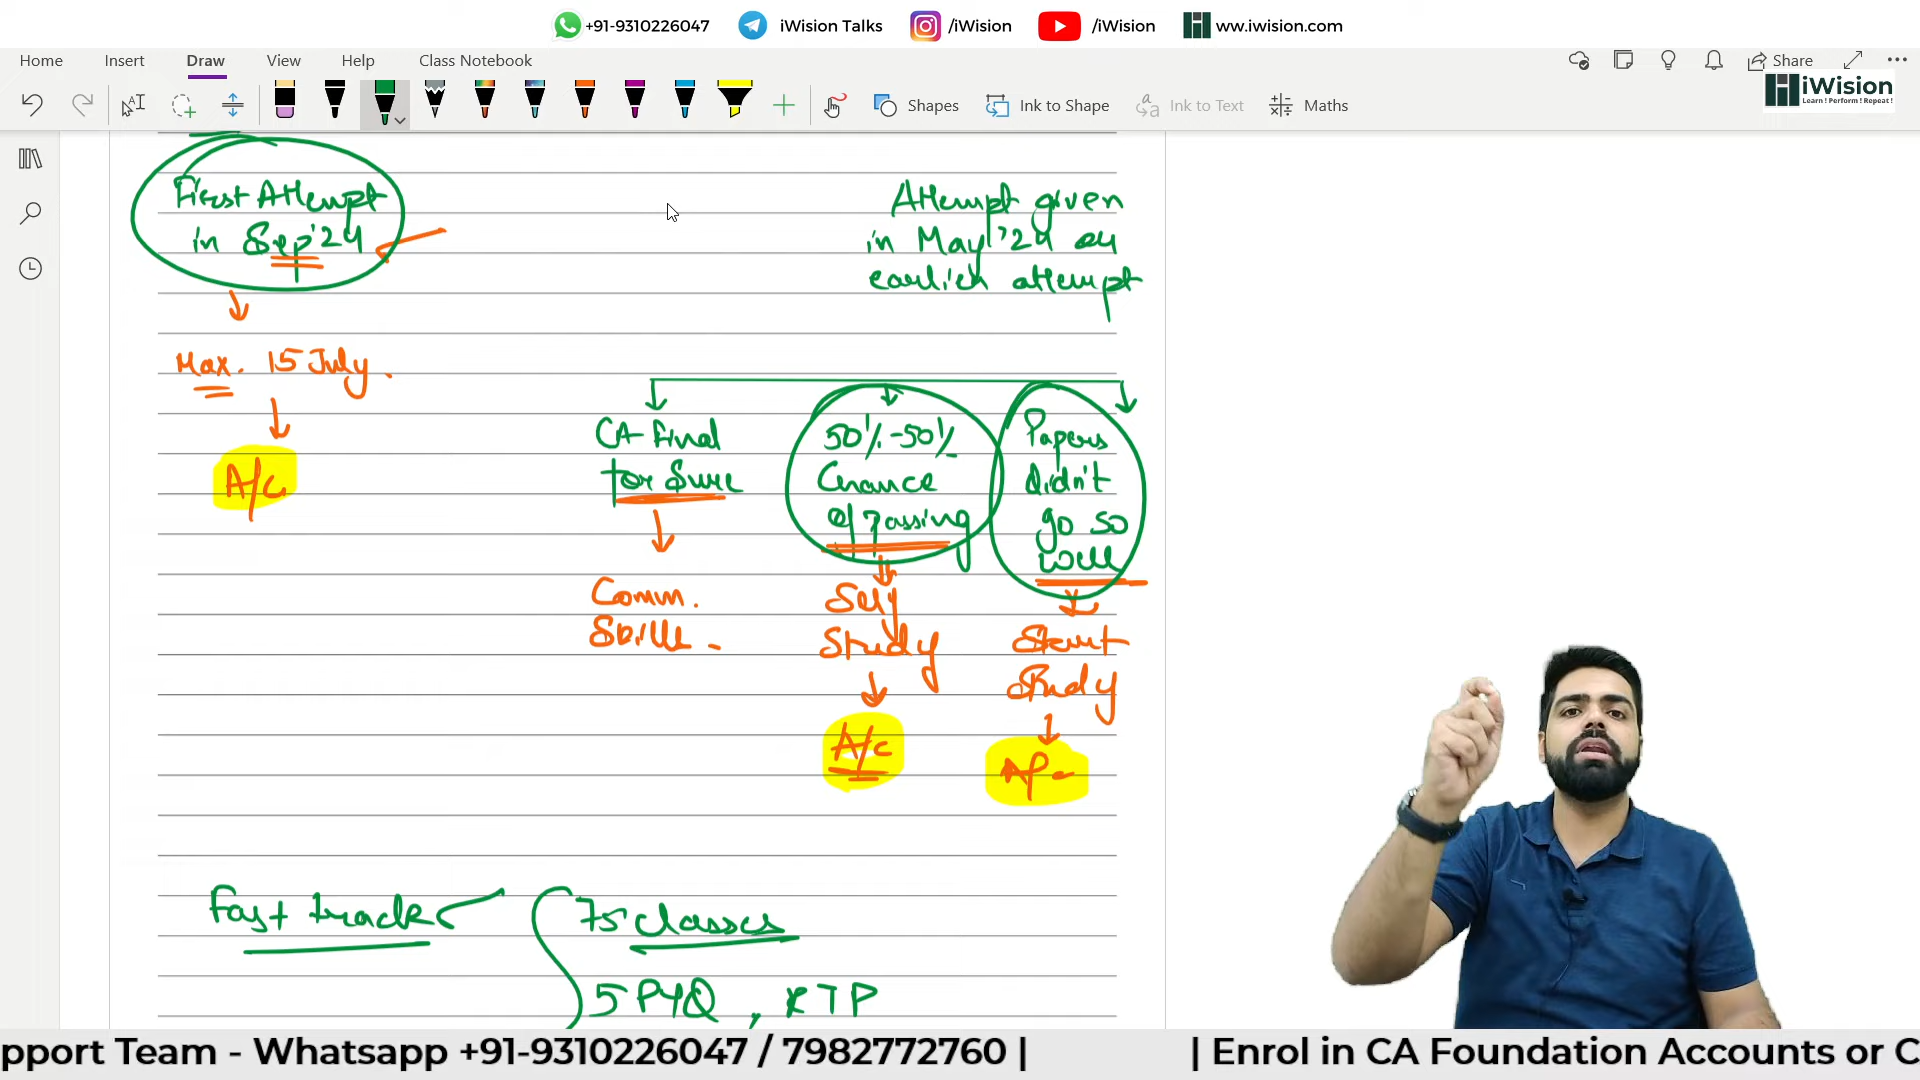 +91-9310226047 iWision Talks /iWision /iWision ww.iwision.com
Home Insert Draw View Help Class Notebook
Share
Shapes Ink to Shape Ink to Text Maths
iWision
Learn ! Perform ! Repeat !
First Attempt
in Sep'24
Max. 15 July.
A/c
Attempt given
in May'24 or
earlier attempt
CA Final
for Sure
Comm.
Skills.
50%-50%
Chance
of Passing
Self
Study
A/c
Papers
didn't
go so
well
Start
Study
Fast track
75 classes
5 PYQ, RTP
pport Team - Whatsapp +91-9310226047 / 7982772760 | | Enrol in CA Foundation Accounts or C